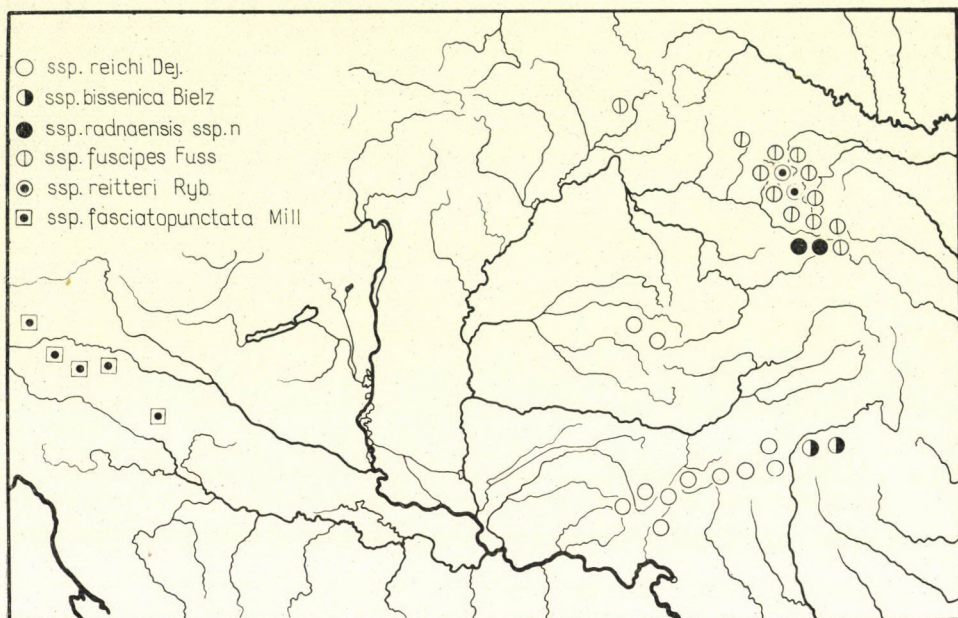 ssp. reichi Dej.
ssp. bissenica Bielz
ssp. radnaensis ssp.n
ssp. fuscipes Fuss
ssp. reitteri Ryb
ssp. fasciatopunctata Mill